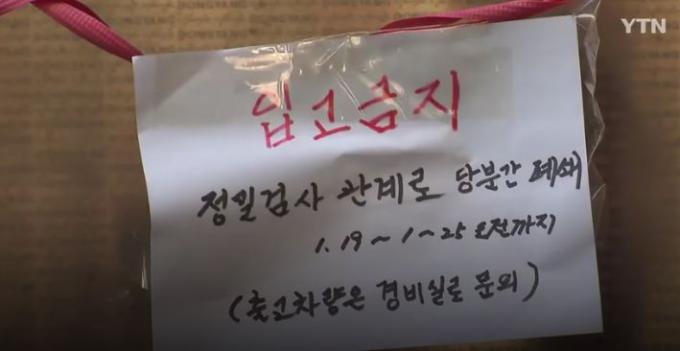 YTN
입고금지
정밀검사 관계로 당분간 폐쇄
1. 19 ~ 1 ~ 25 오전까지
(출고차량은 경비실로 문의)